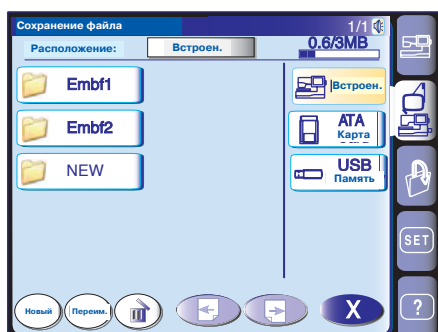 Сохранение файла
1/1
Расположение:
Встроен.
0.6/3MB
Embf1
Встроен.
Embf2
ATA
Карта
NEW
USB
Память
SET
Новый
Переим.
X
?